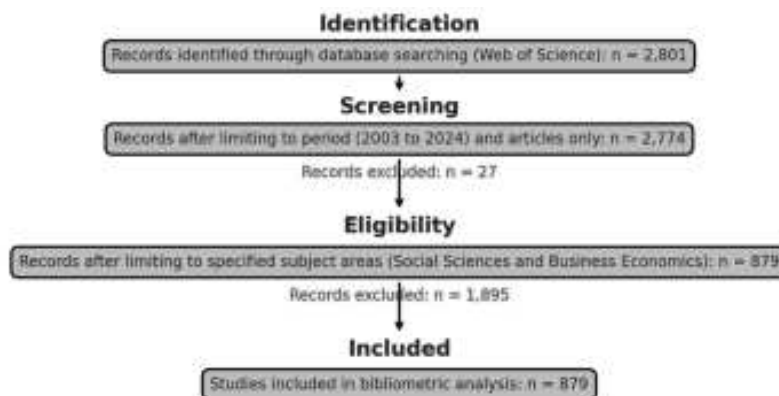 Identification
Records identified through database searching (Web of Science): n = 2,801
Screening
Records after limiting to period (2003 to 2024) and articles only: n = 2,774
Records excluded: n = 27
Eligibility
Records after limiting to specified subject areas (Social Sciences and Business Economics): n = 879
Records excluded: n = 1,895
Included
Studies included in bibliometric analysis: n = 879